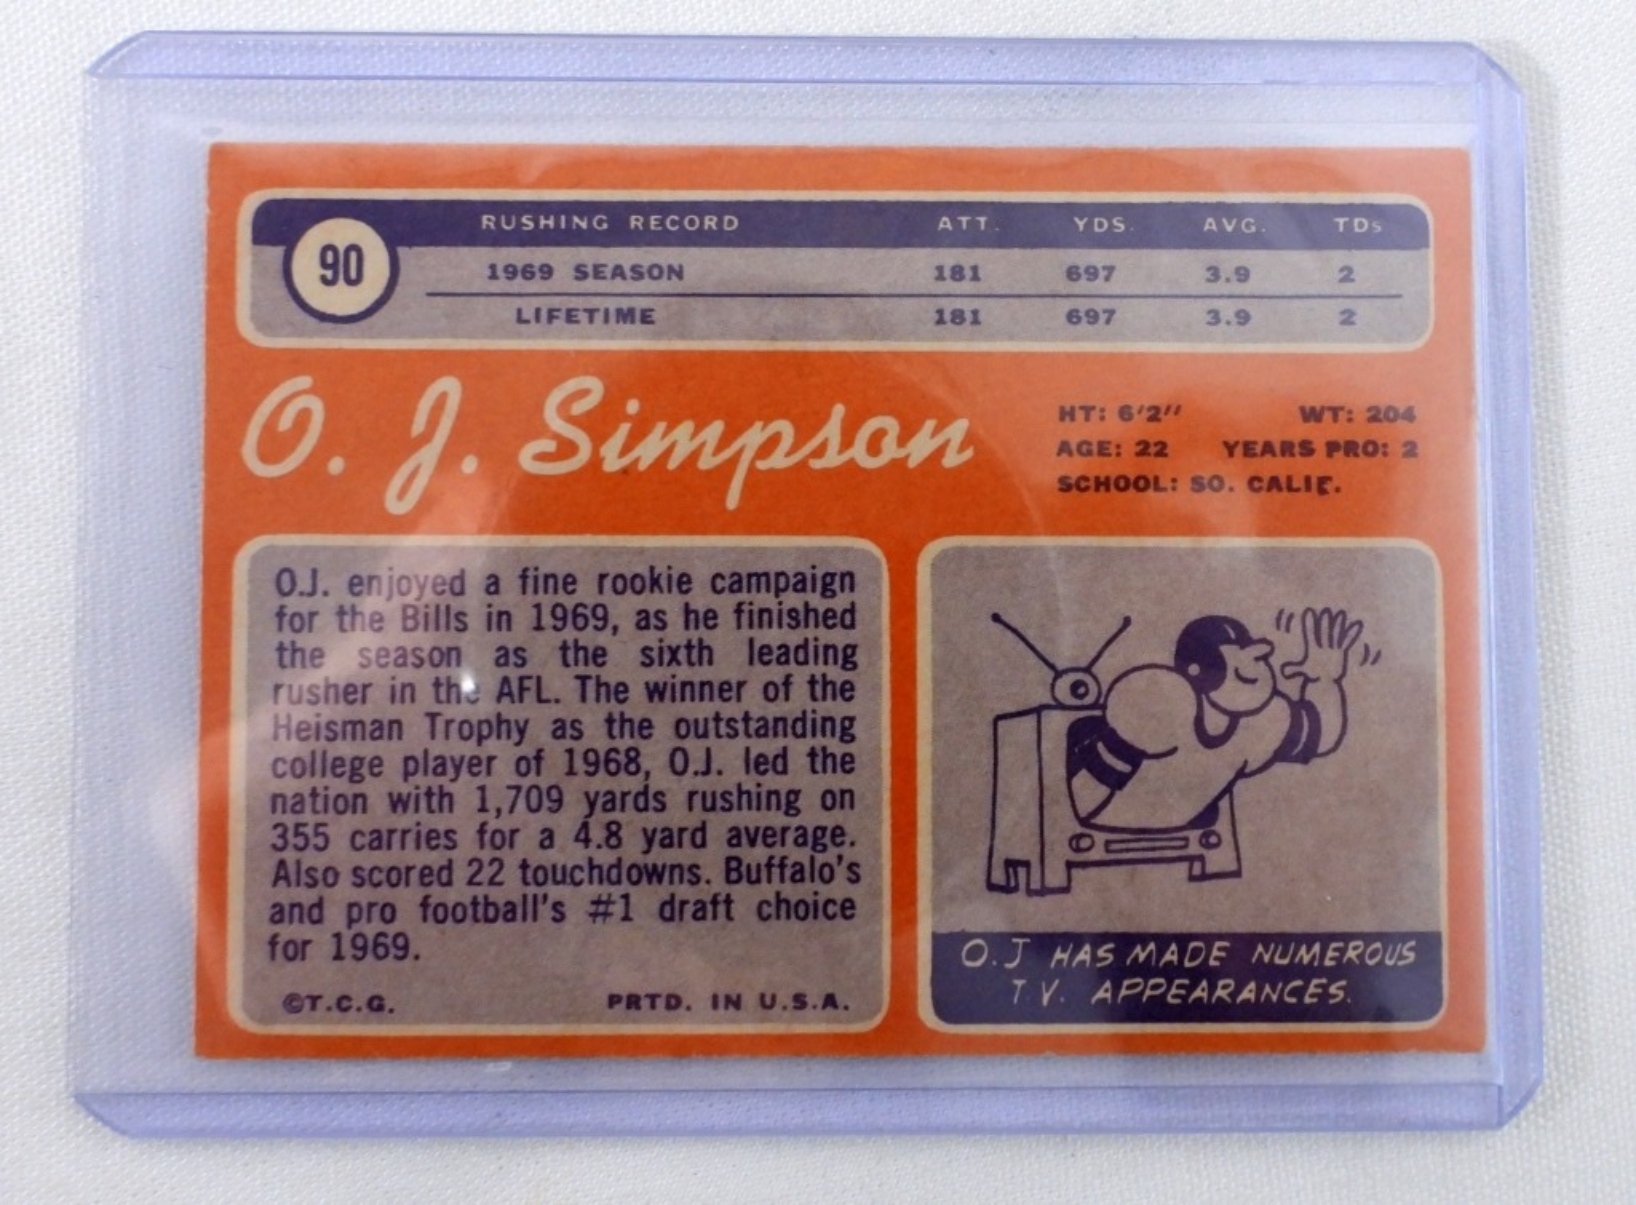 90
RUSHING RECORD ATT. YDS. AVG. TDs
1969 SEASON 181 697 3.9 2
LIFETIME 181 697 3.9 2
O. J. Simpson
HT: 6'2" WT: 204
AGE: 22 YEARS PRO: 2
SCHOOL: SO. CALIF.
O.J. enjoyed a fine rookie campaign
for the Bills in 1969, as he finished
the season as the sixth leading
rusher in the AFL. The winner of the
Heisman Trophy as the outstanding
college player of 1968, O.J. led the
nation with 1,709 yards rushing on
355 carries for a 4.8 yard average.
Also scored 22 touchdowns. Buffalo's
and pro football's #1 draft choice
for 1969.
©T.C.G. PRTD. IN U.S.A.
O.J HAS MADE NUMEROUS
T.V. APPEARANCES.